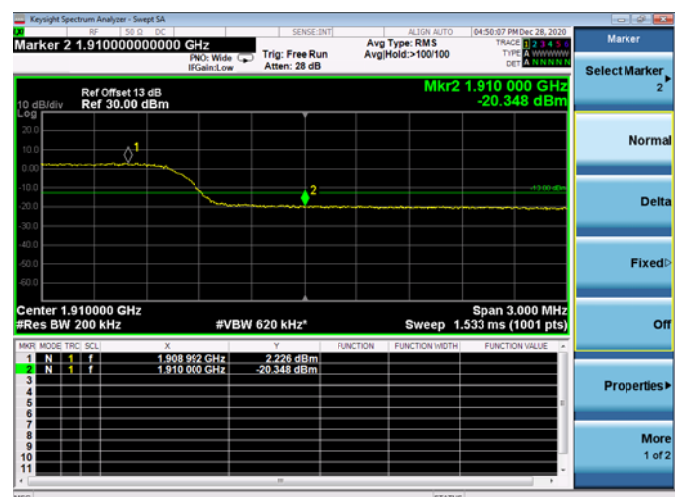 Keysight Spectrum Analyzer - Swept SA
RF 50 Ω DC SENSE:INT ALIGN AUTO 04:50:07 PM Dec 28, 2020
Marker 2 1.910000000000 GHz
PNO: Wide
IFGain:Low
Trig: Free Run
Atten: 28 dB
Avg Type: RMS
Avg|Hold:>100/100
TRACE 1 2 3 4 5 6
TYPE A WWWWW
DET A N N N N N
Mkr2 1.910 000 GHz
-20.348 dBm
Ref Offset 13 dB
10 dB/div Ref 30.00 dBm
Log
20.0
10.0
0.00
-10.0
-20.0
-30.0
-40.0
-50.0
-60.0
1
2
-13.00 dBm
Center 1.910000 GHz Span 3.000 MHz
#Res BW 200 kHz #VBW 620 kHz* Sweep 1.533 ms (1001 pts)
MKR MODE TRC SCL X Y FUNCTION FUNCTION WIDTH FUNCTION VALUE
1 N 1 f 1.908 992 GHz 2.226 dBm
2 N 1 f 1.910 000 GHz -20.348 dBm
3
4
5
6
7
8
9
10
11
MSG STATUS
Marker
Select Marker
2
Normal
Delta
Fixed
Off
Properties
More
1 of 2